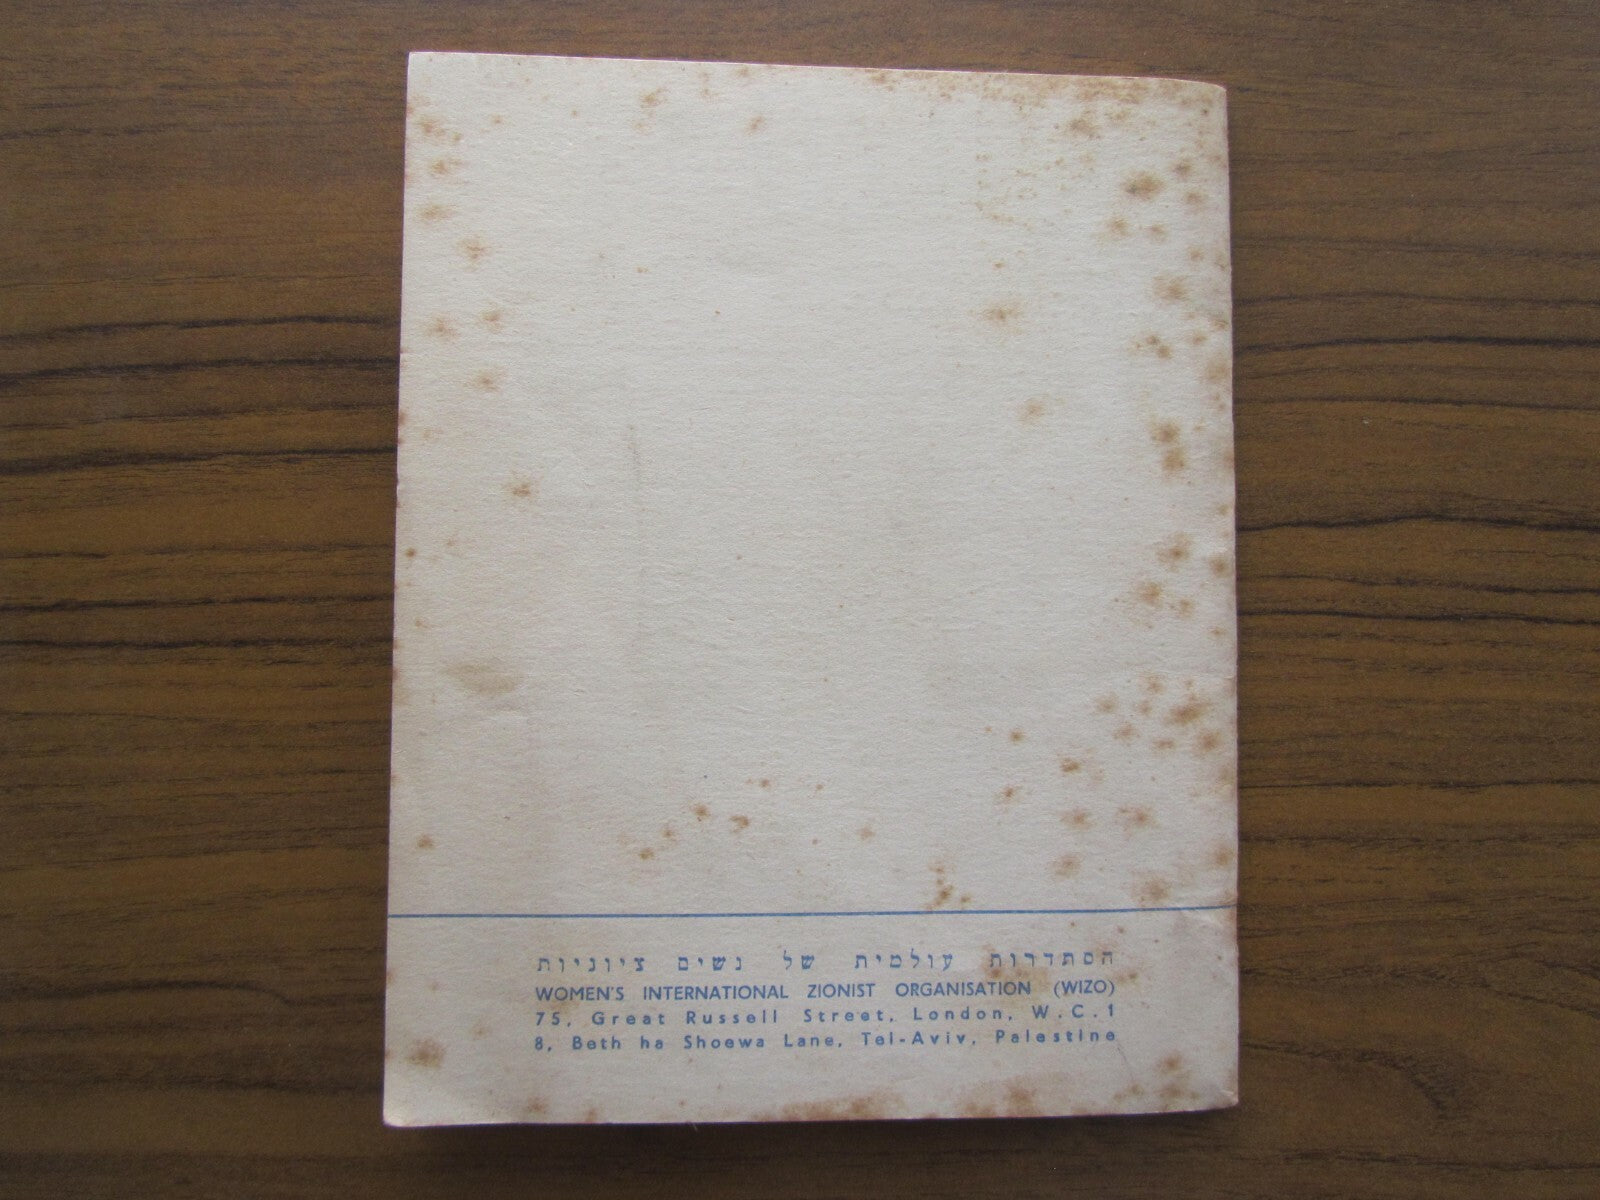 הסתדרות עולמית של נשים ציוניות
WOMEN'S INTERNATIONAL ZIONIST ORGANISATION (WIZO)
75, Great Russell Street, London, W.C.1
8, Beth ha Shoewa Lane, Tel-Aviv, Palestine